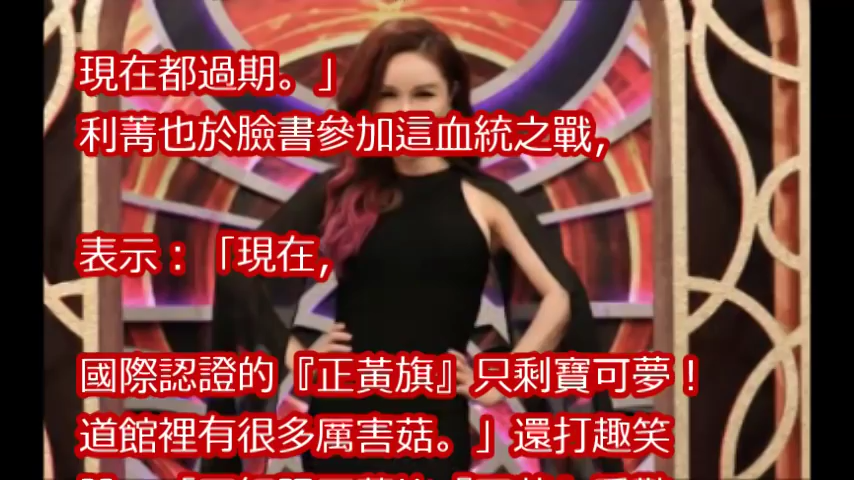 現在都過期。」
利菁也於臉書參加這血統之戰，
表示：「現在，
國際認證的『正黃旗』只剩寶可夢！
道館裡有很多厲害菇。」還打趣笑